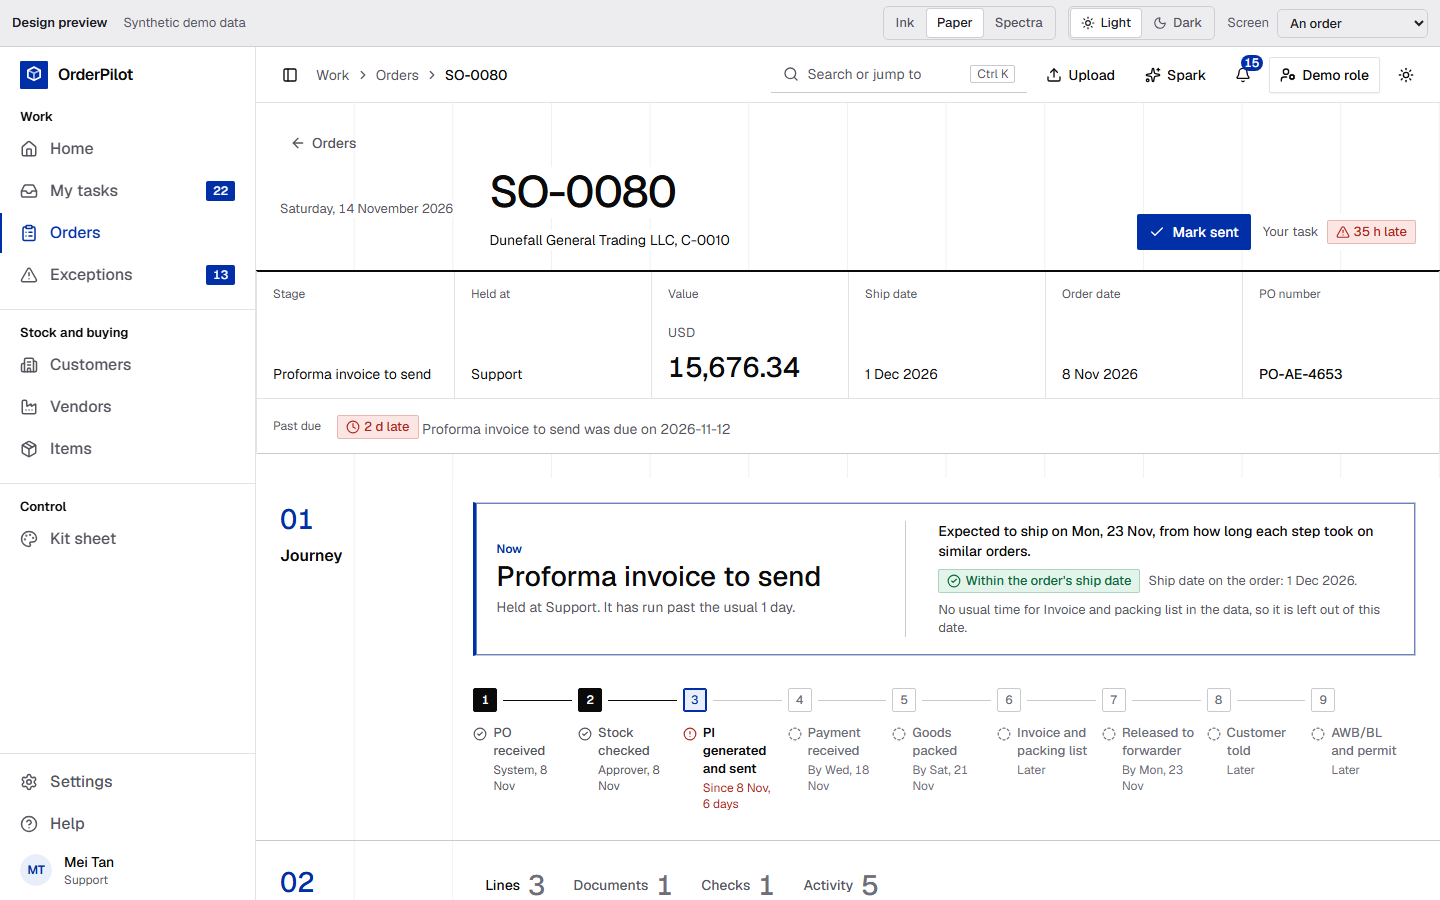 Design preview
Synthetic demo data
Ink
Paper
Spectra
Light
Dark
Screen
An order
OrderPilot
Work
Home
My tasks
22
Orders
Exceptions
13
Stock and buying
Customers
Vendors
Items
Control
Kit sheet
Settings
Help
MT
Mei Tan
Support
Work
Orders
SO-0080
Search or jump to
Ctrl K
Upload
Spark
15
Demo role
Orders
Saturday, 14 November 2026
SO-0080
Dunefall General Trading LLC, C-0010
Mark sent
Your task
35 h late
Stage
Proforma invoice to send
Held at
Support
Value
USD
15,676.34
Ship date
1 Dec 2026
Order date
8 Nov 2026
PO number
PO-AE-4653
Past due
2 d late
Proforma invoice to send was due on 2026-11-12
01
Journey
Now
Proforma invoice to send
Held at Support. It has run past the usual 1 day.
Expected to ship on Mon, 23 Nov, from how long each step took on
similar orders.
Within the order's ship date
Ship date on the order: 1 Dec 2026.
No usual time for Invoice and packing list in the data, so it is left out of this
date.
1
PO
received
System, 8
Nov
2
Stock
checked
Approver, 8
Nov
3
PI
generated
and sent
Since 8 Nov,
6 days
4
Payment
received
By Wed, 18
Nov
5
Goods
packed
By Sat, 21
Nov
6
Invoice and
packing list
Later
7
Released to
forwarder
By Mon, 23
Nov
8
Customer
told
Later
9
AWB/BL
and permit
Later
02
Lines 3
Documents 1
Checks 1
Activity 5